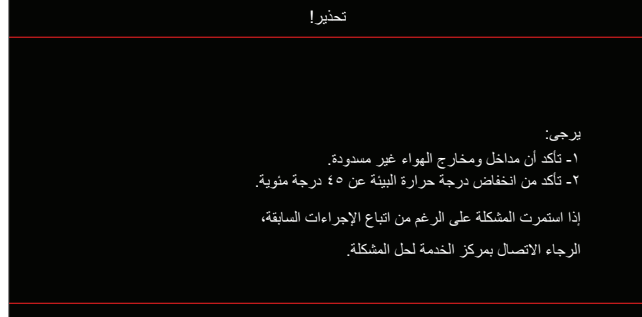 تحذير!
يرجى:
١- تأكد أن مداخل ومخارج الهواء غير مسدودة.
٢- تأكد من انخفاض درجة حرارة البيئة عن ٤٥ درجة مئوية.
إذا استمرت المشكلة على الرغم من اتباع الإجراءات السابقة،
الرجاء الاتصال بمركز الخدمة لحل المشكلة.